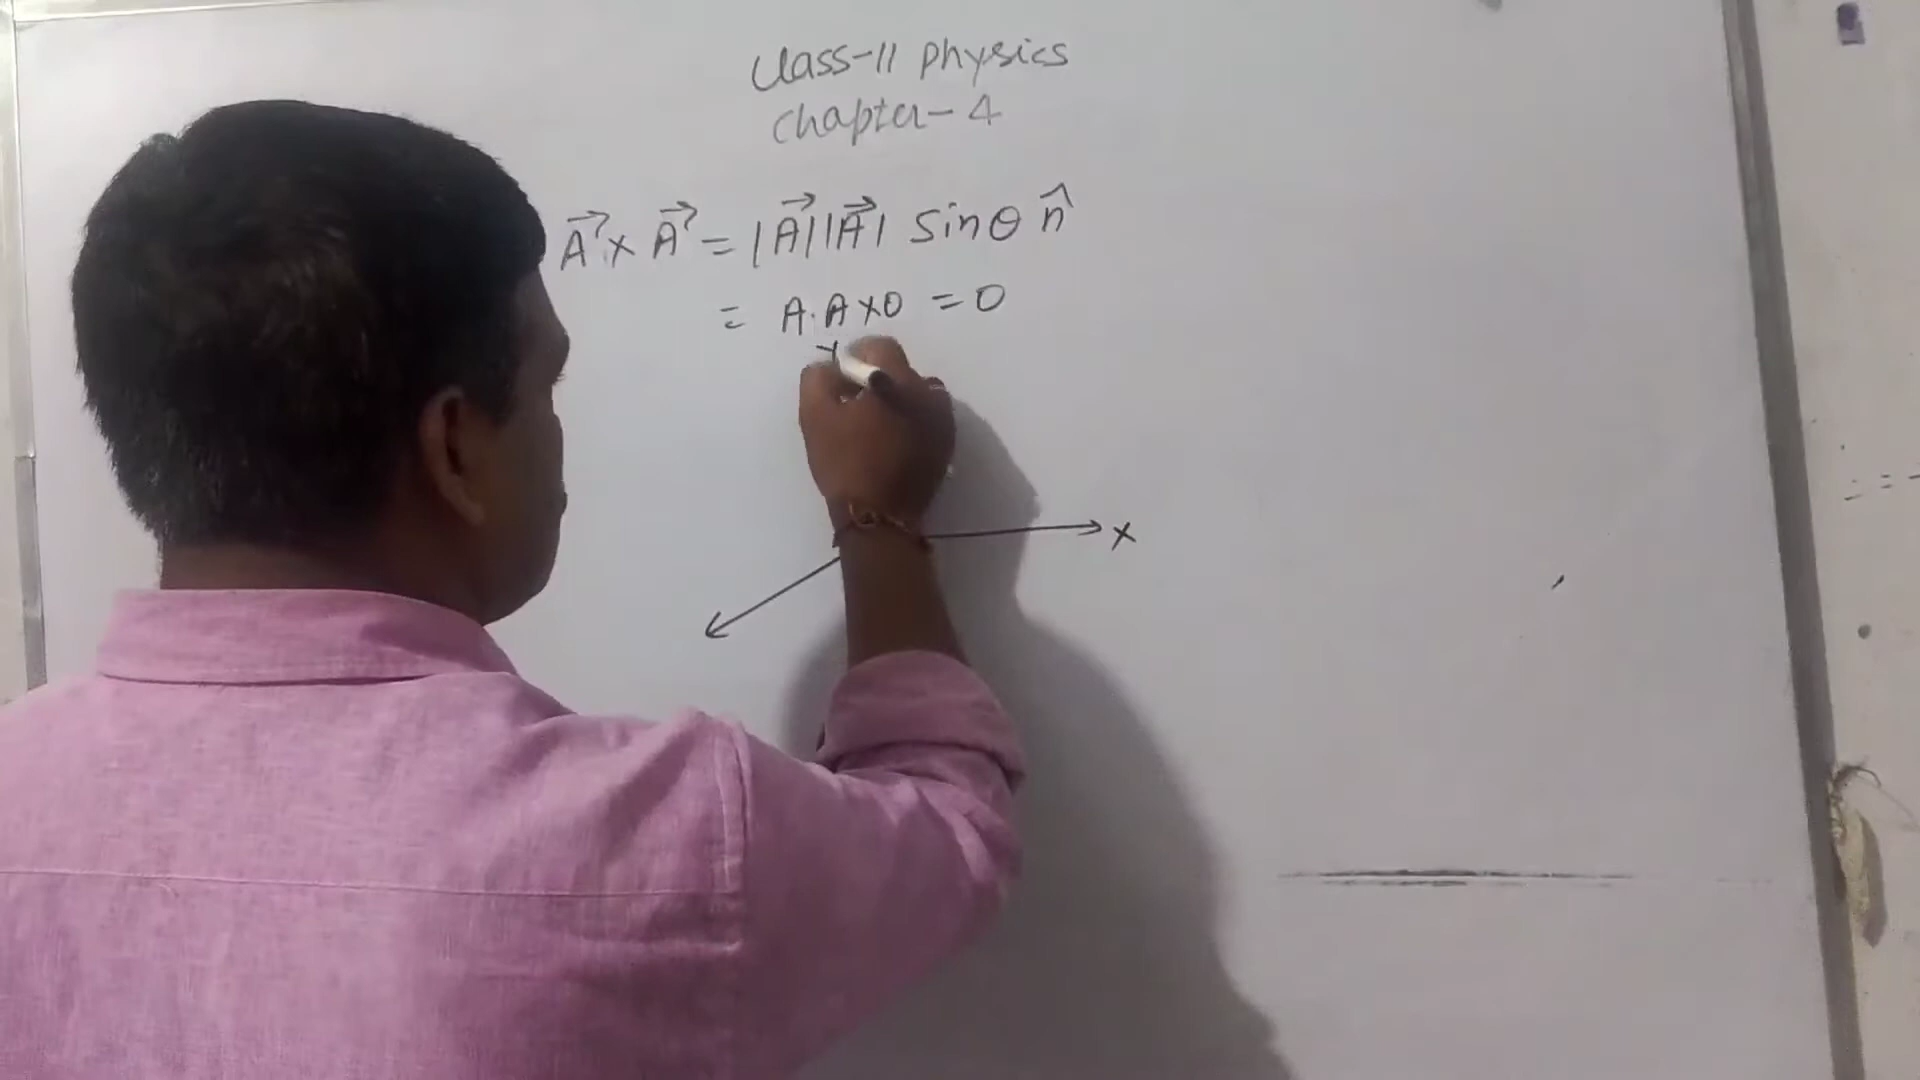 Class-11 physics
Chapter-4
A⃗ × A⃗ = |A⃗||A⃗| Sinθ n̂
= A.A×0 = 0
Y
X